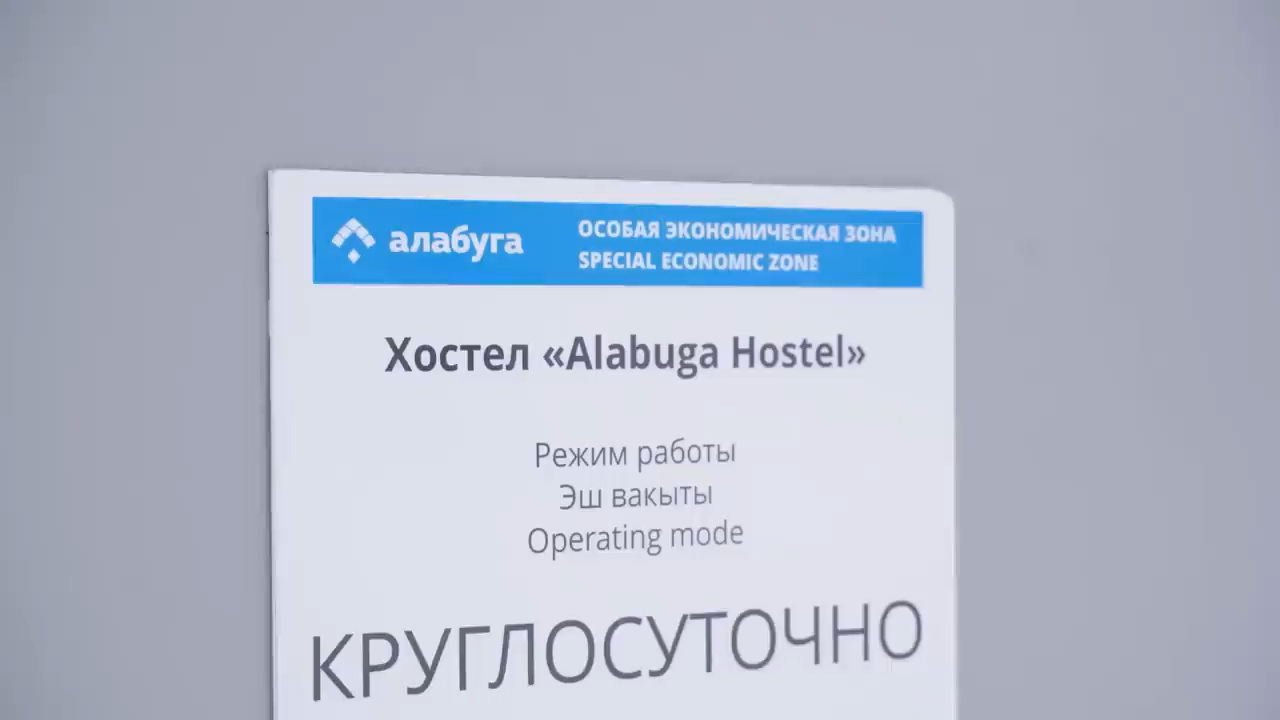 алабуга
ОСОБАЯ ЭКОНОМИЧЕСКАЯ ЗОНА
SPECIAL ECONOMIC ZONE
Хостел «Alabuga Hostel»
Режим работы
Эш вакыты
Operating mode
КРУГЛОСУТОЧНО